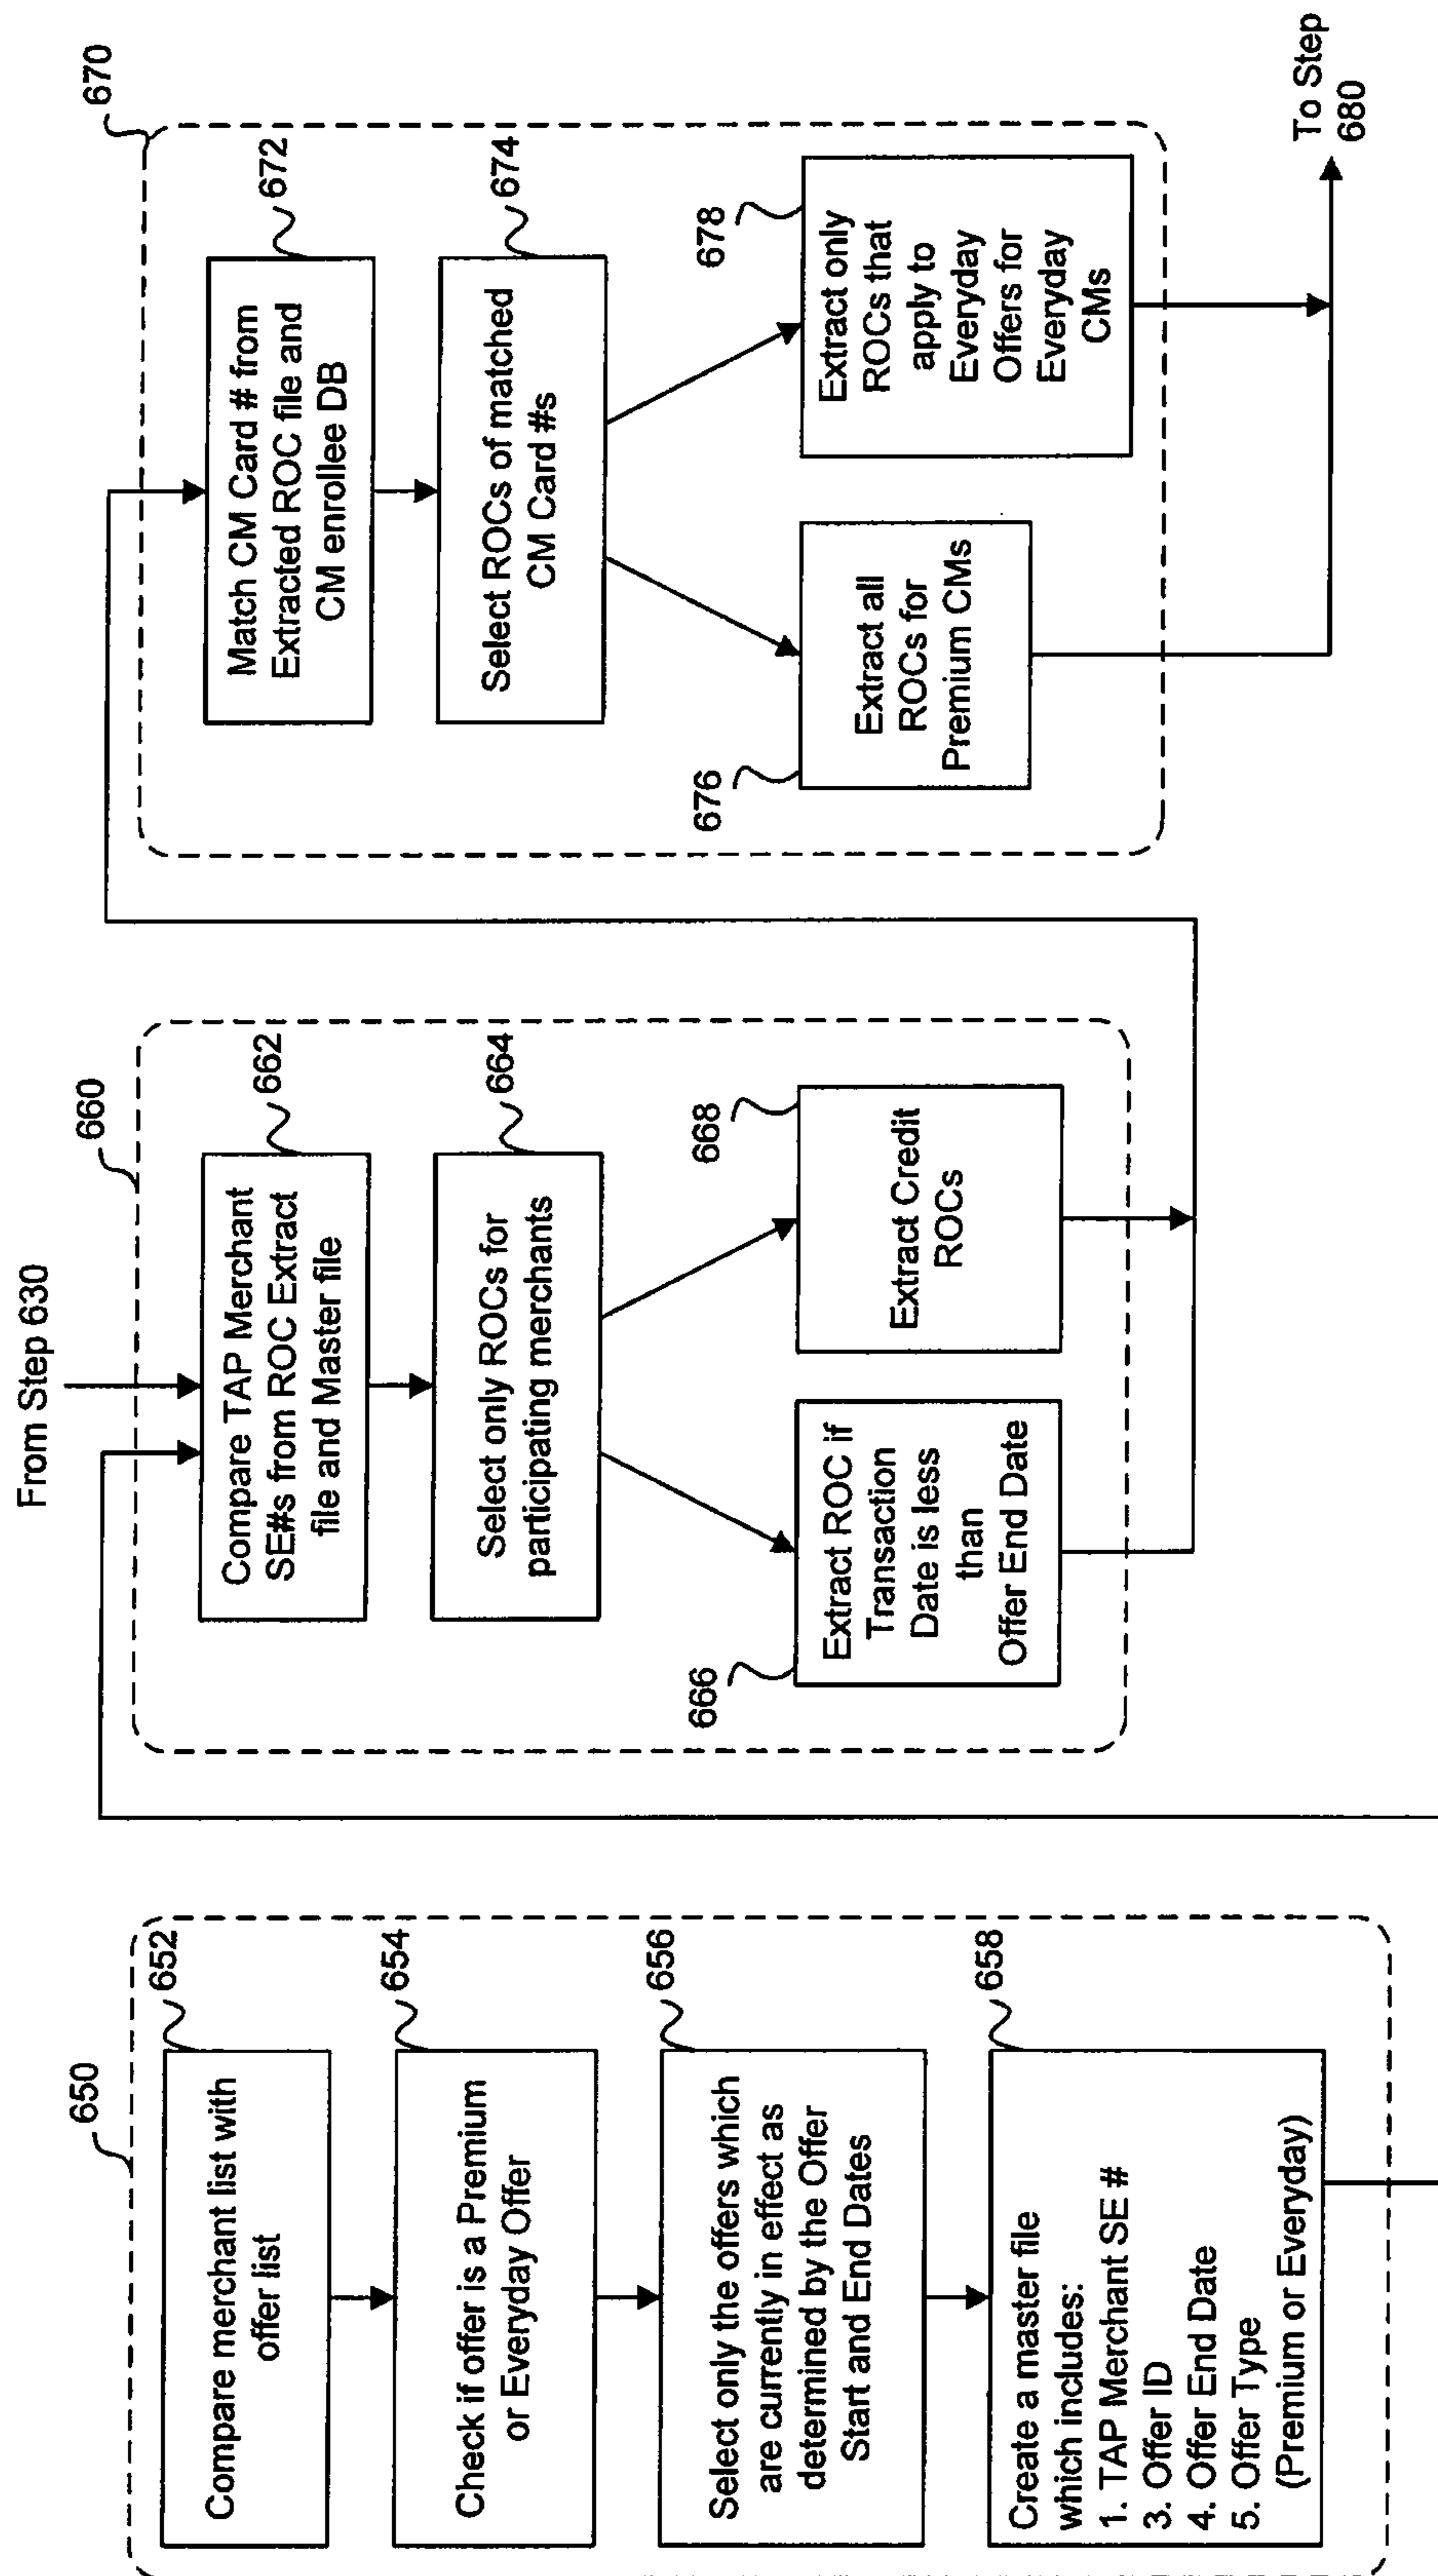 650
652
Compare merchant list with
offer list
654
Check if offer is a Premium
or Everyday Offer
656
Select only the offers which
are currently in effect as
determined by the Offer
Start and End Dates
658
Create a master file
which includes:
1. TAP Merchant SE #
3. Offer ID
4. Offer End Date
5. Offer Type
(Premium or Everyday)
From Step 630
660
662
Compare TAP Merchant
SE#s from ROC Extract
file and Master file
664
Select only ROCs for
participating merchants
666
Extract ROC if
Transaction
Date is less
than
Offer End Date
668
Extract Credit
ROCs
670
672
Match CM Card # from
Extracted ROC file and
CM enrollee DB
674
Select ROCs of matched
CM Card #s
676
Extract all
ROCs for
Premium CMs
678
Extract only
ROCs that
apply to
Everyday
Offers for
Everyday
CMs
To Step
680